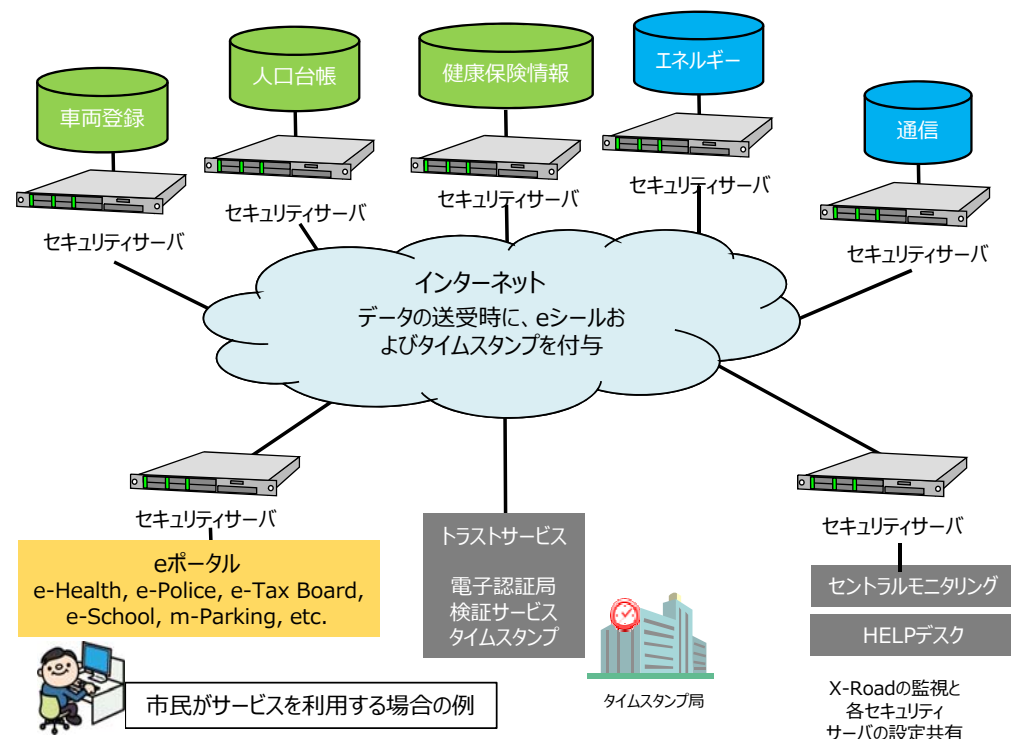 車両登録
人口台帳
健康保険情報
エネルギー
通信
セキュリティサーバ
セキュリティサーバ
セキュリティサーバ
セキュリティサーバ
セキュリティサーバ
インターネット
データの送受時に、eシールお
よびタイムスタンプを付与
セキュリティサーバ
eポータル
e-Health, e-Police, e-Tax Board,
e-School, m-Parking, etc.
市民がサービスを利用する場合の例
トラストサービス
電子認証局
検証サービス
タイムスタンプ
タイムスタンプ局
セキュリティサーバ
セントラルモニタリング
HELPデスク
X-Roadの監視と
各セキュリティ
サーバの設定共有